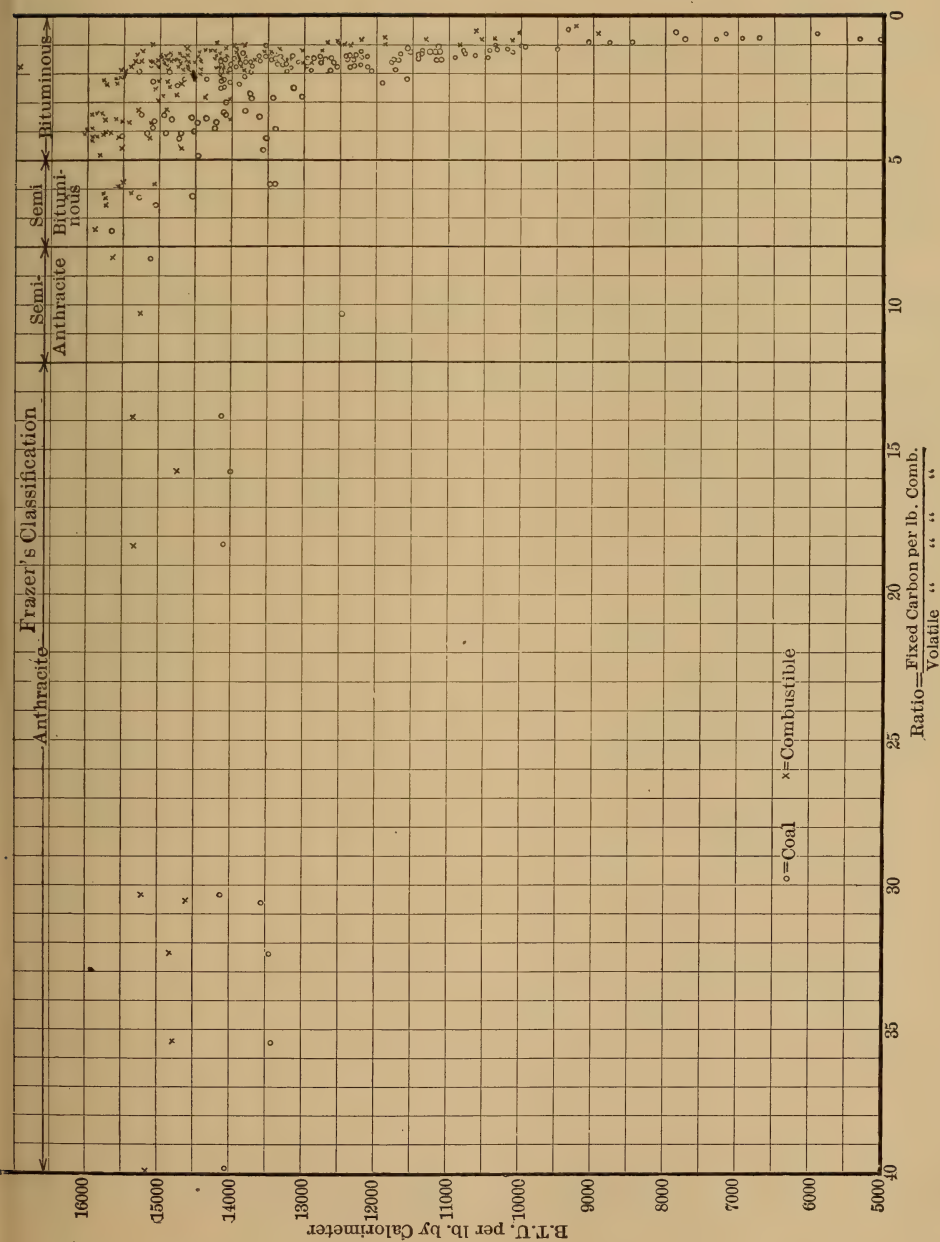 Anthracite Frazer's Classification
Semi-
Anthracite
Semi
Bitumi-
nous
Bituminous
B.T.U. per lb. by Calorimeter
16000
15000
14000
13000
12000
11000
10000
9000
8000
7000
6000
5000
o=Coal x=Combustible
40
35
30
25
20
15
10
5
0
Ratio=Fixed Carbon per lb. Comb.
Volatile " " " "